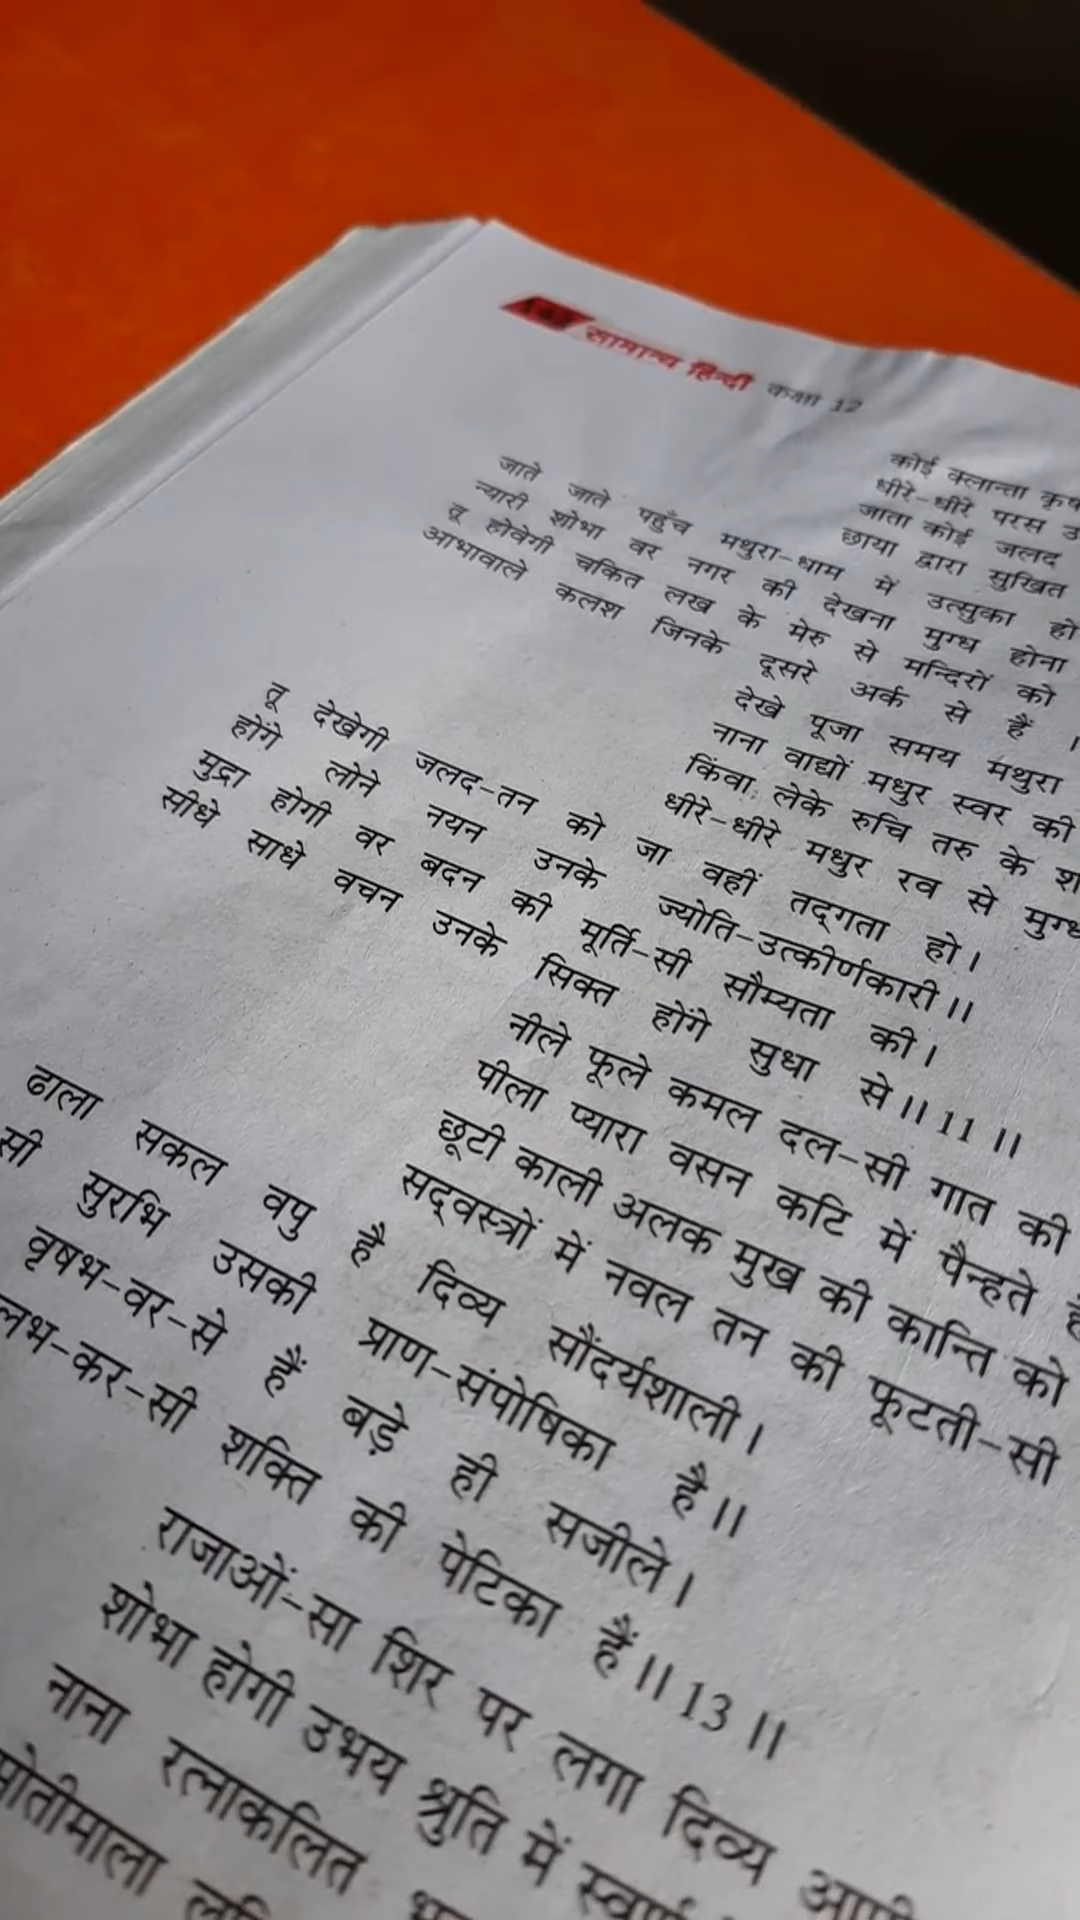 सामान्य हिन्दी कक्षा 12
कोई क्लान्ता कृष
धीरे-धीरे परस उ
जाता कोई जलद
छाया द्वारा सुखित
जाते जाते पहुँच मथुरा-धाम में उत्सुका हो
न्यारी शोभा वर नगर की देखना मुग्ध होना
तू होवेगी चकित लख के मेरु से मन्दिरों को
आभावाले कलश जिनके दूसरे अर्क से हैं ।
देखे पूजा समय मथुरा
नाना वाद्यों मधुर स्वर की
किंवा लेके रुचि तरु के श
धीरे-धीरे मधुर रव से मुग्ध
तू देखेगी जलद-तन को जा वहीं तद्गता हो।
होंगे लोने नयन उनके ज्योति-उत्कीर्णकारी।।
मुद्रा होगी वर बदन की मूर्ति-सी सौम्यता की।
सीधे साधे वचन उनके सिक्त होंगे सुधा से।।11।।
नीले फूले कमल दल-सी गात की
पीला प्यारा वसन कटि में पैन्हते है
छूटी काली अलक मुख की कान्ति को
सद्वस्त्रों में नवल तन की फूटती-सी
ढाला सकल वपु है दिव्य सौंदर्यशाली।
सी सुरभि उसकी प्राण-संपोषिका है।।
वृषभ-वर-से हैं बड़े ही सजीले।
लभ-कर-सी शक्ति की पेटिका हैं।।13।।
राजाओं-सा शिर पर लगा दिव्य
शोभा होगी उभय श्रुति में स्वर्ण
नाना रत्नाकलित
मोतीमाला